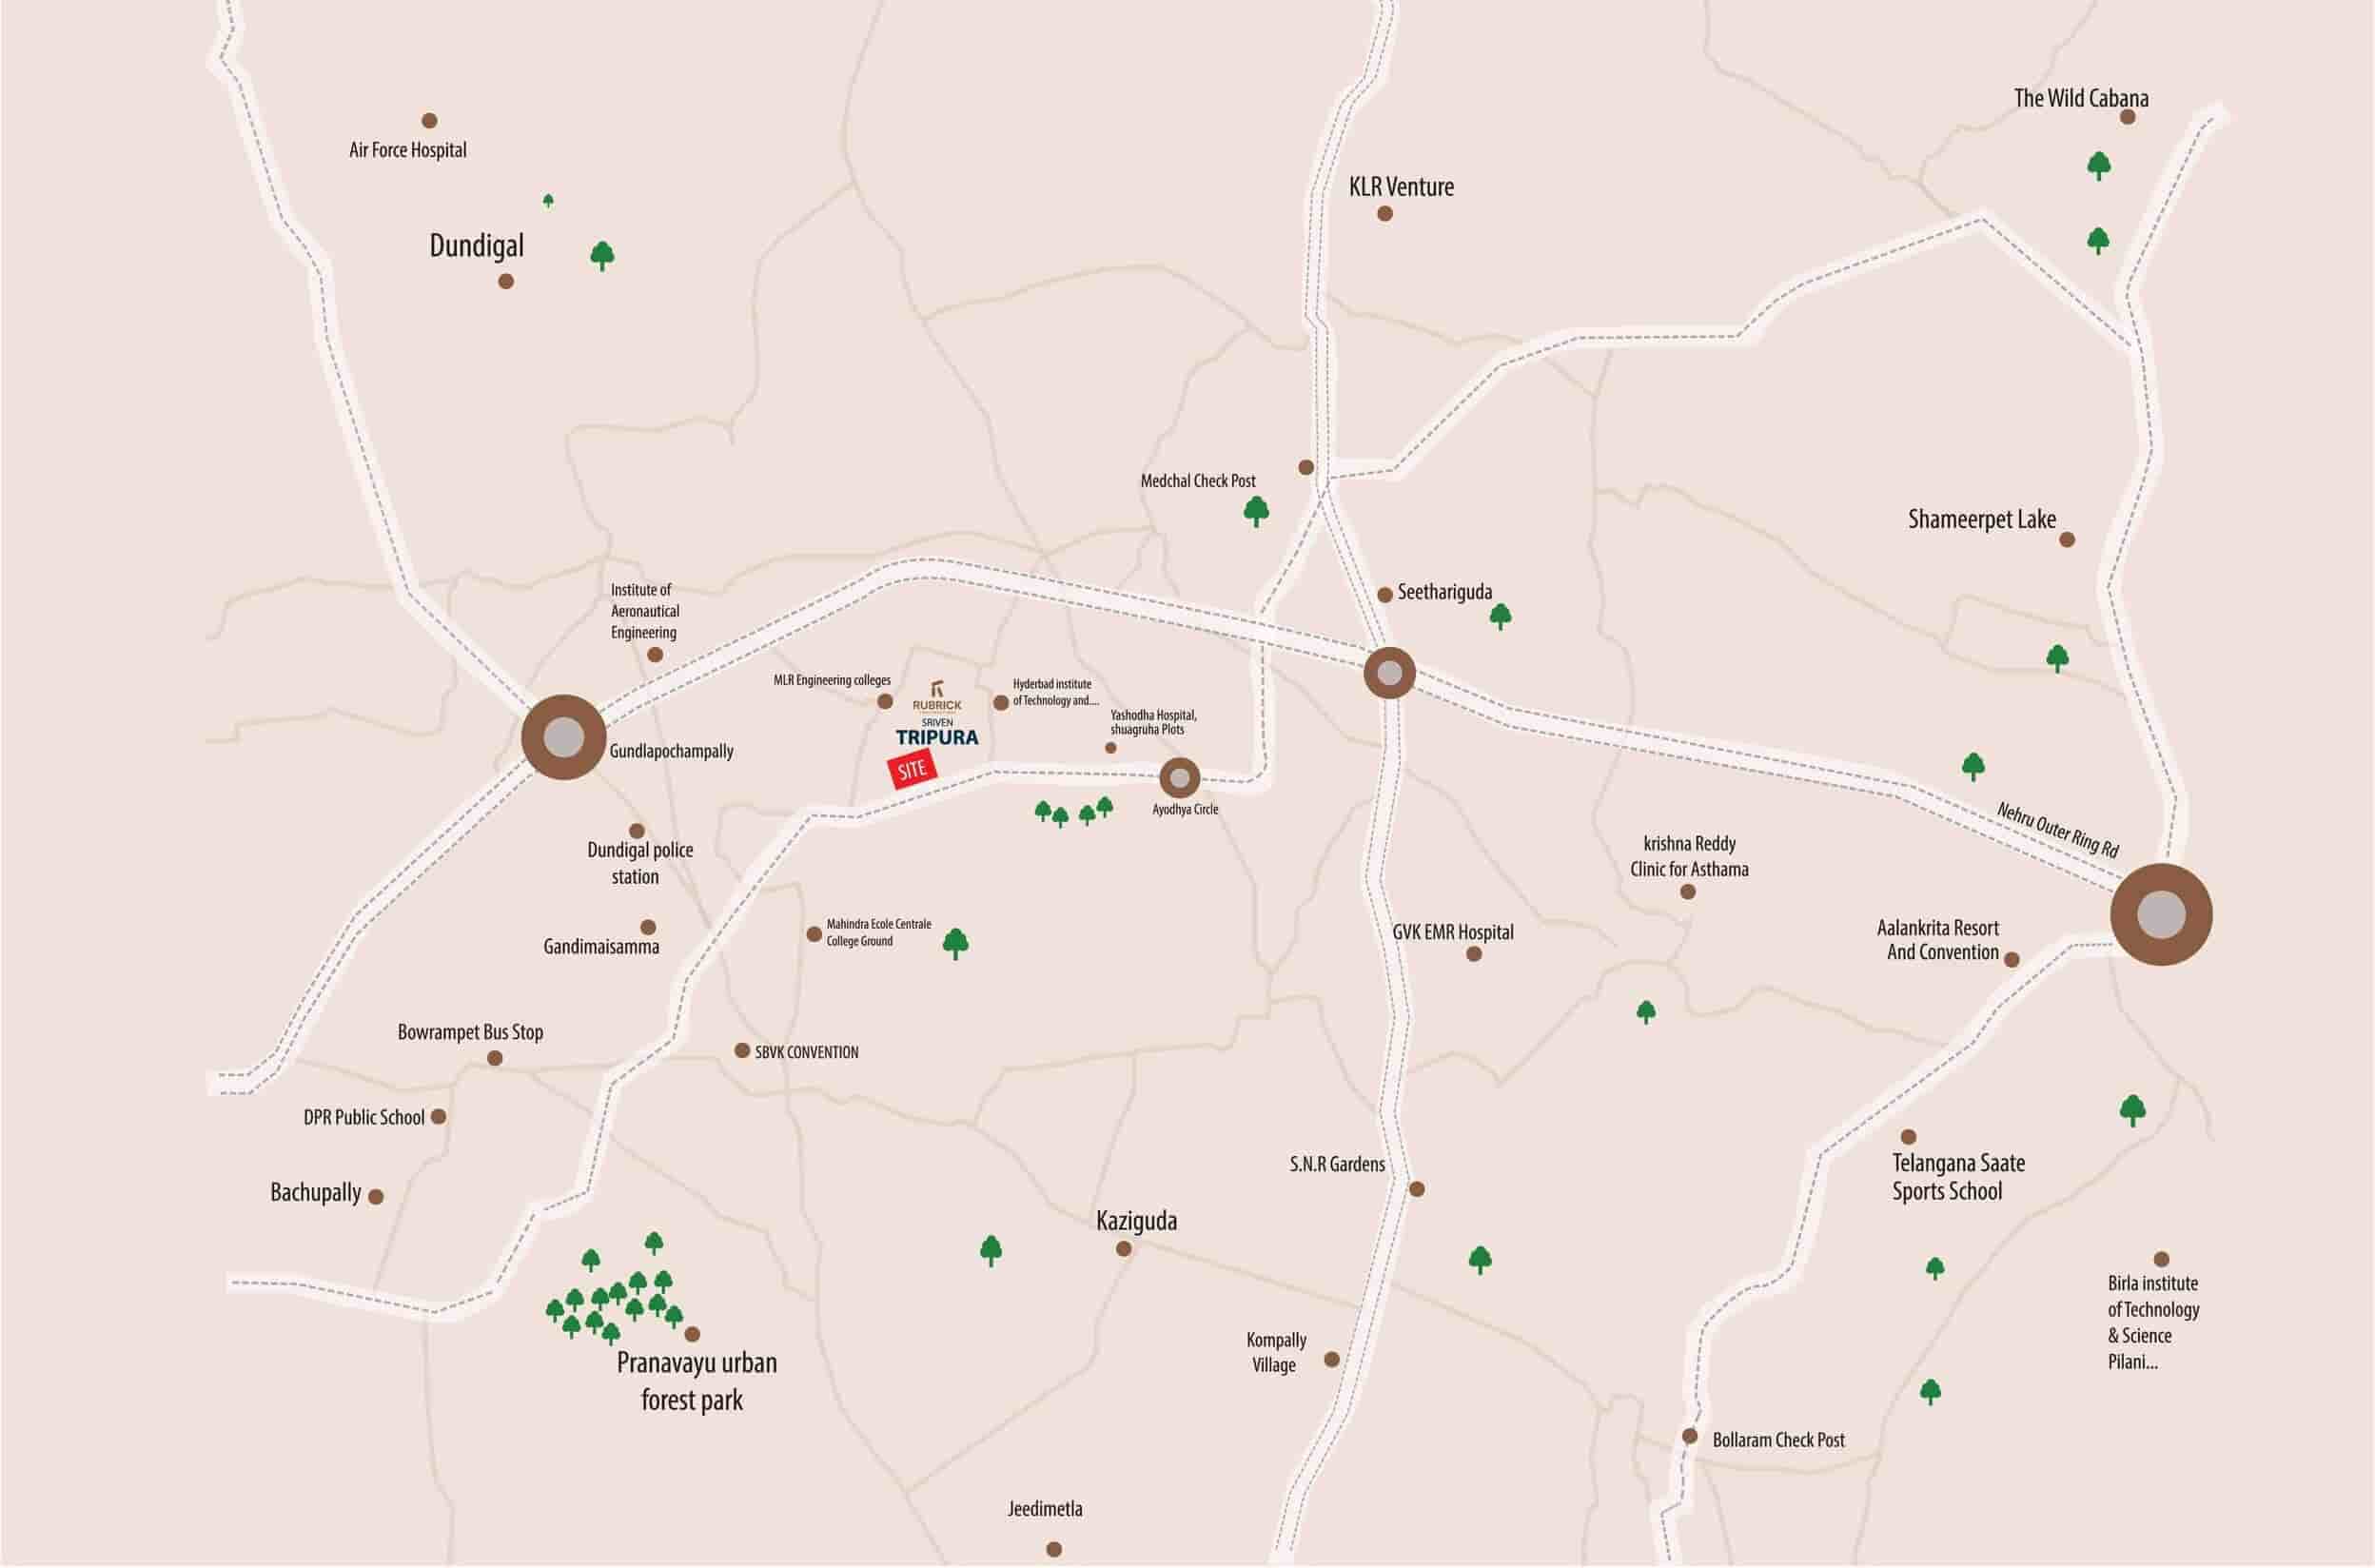 The Wild Cabana
Air Force Hospital
KLR Venture
Dundigal
Medchal Check Post
Shameerpet Lake
Institute of
Aeronautical
Engineering
Seethariguda
MLR Engineering colleges
RUBRICK
SRIVEN
TRIPURA
SITE
Hyderbad institute
of Technology and....
Yashodha Hospital,
shuagruha Plots
Gundlapochampally
Ayodhya Circle
Nehru Outer Ring Rd
Dundigal police
station
krishna Reddy
Clinic for Asthama
Mahindra Ecole Centrale
College Ground
Gandimaisamma
GVK EMR Hospital
Aalankrita Resort
And Convention
Bowrampet Bus Stop
SBVK CONVENTION
DPR Public School
S.N.R Gardens
Telangana Saate
Sports School
Bachupally
Kaziguda
Birla institute
of Technology
& Science
Pilani...
Kompally
Village
Pranavayu urban
forest park
Bollaram Check Post
Jeedimetla